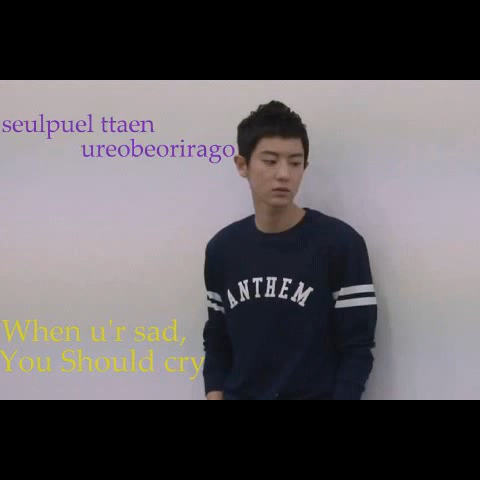 seulpuel ttaen
ureobeorirago
ANTHEM
When u'r sad,
You Should cry